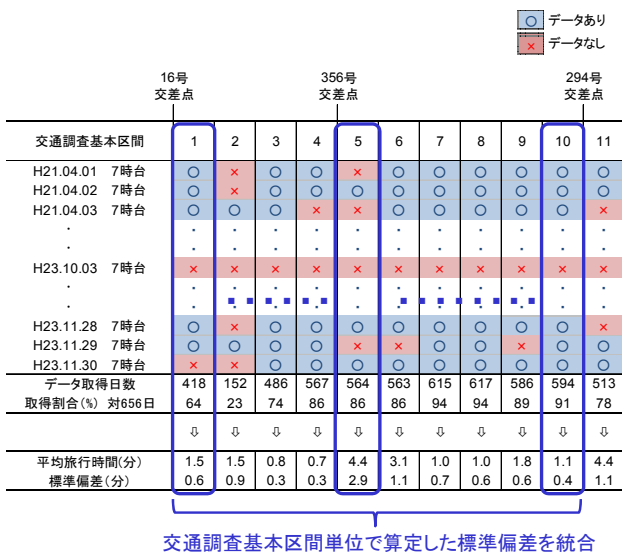 ○ データあり
× データなし
16号 356号 294号
交差点 交差点 交差点
交通調査基本区間 1 2 3 4 5 6 7 8 9 10 11
H21.04.01 7時台 ○ × ○ ○ × ○ ○ ○ ○ ○ ○
H21.04.02 7時台 ○ × ○ ○ ○ ○ ○ ○ ○ ○ ○
H21.04.03 7時台 ○ ○ ○ × × ○ ○ ○ ○ ○ ×
H23.10.03 7時台 × × × × × × × × × × ×
H23.11.28 7時台 ○ × ○ ○ ○ ○ ○ ○ ○ ○ ×
H23.11.29 7時台 ○ ○ ○ ○ × × ○ ○ × ○ ○
H23.11.30 7時台 × × ○ ○ ○ ○ ○ ○ ○ ○ ○
データ取得日数 418 152 486 567 564 563 615 617 586 594 513
取得割合(%) 対656日 64 23 74 86 86 86 94 94 89 91 78
⇩ ⇩ ⇩ ⇩ ⇩ ⇩ ⇩ ⇩ ⇩ ⇩ ⇩
平均旅行時間(分) 1.5 1.5 0.8 0.7 4.4 3.1 1.0 1.0 1.8 1.1 4.4
標準偏差(分) 0.6 0.9 0.3 0.3 2.9 1.1 0.7 0.6 0.6 0.4 1.1
交通調査基本区間単位で算定した標準偏差を統合